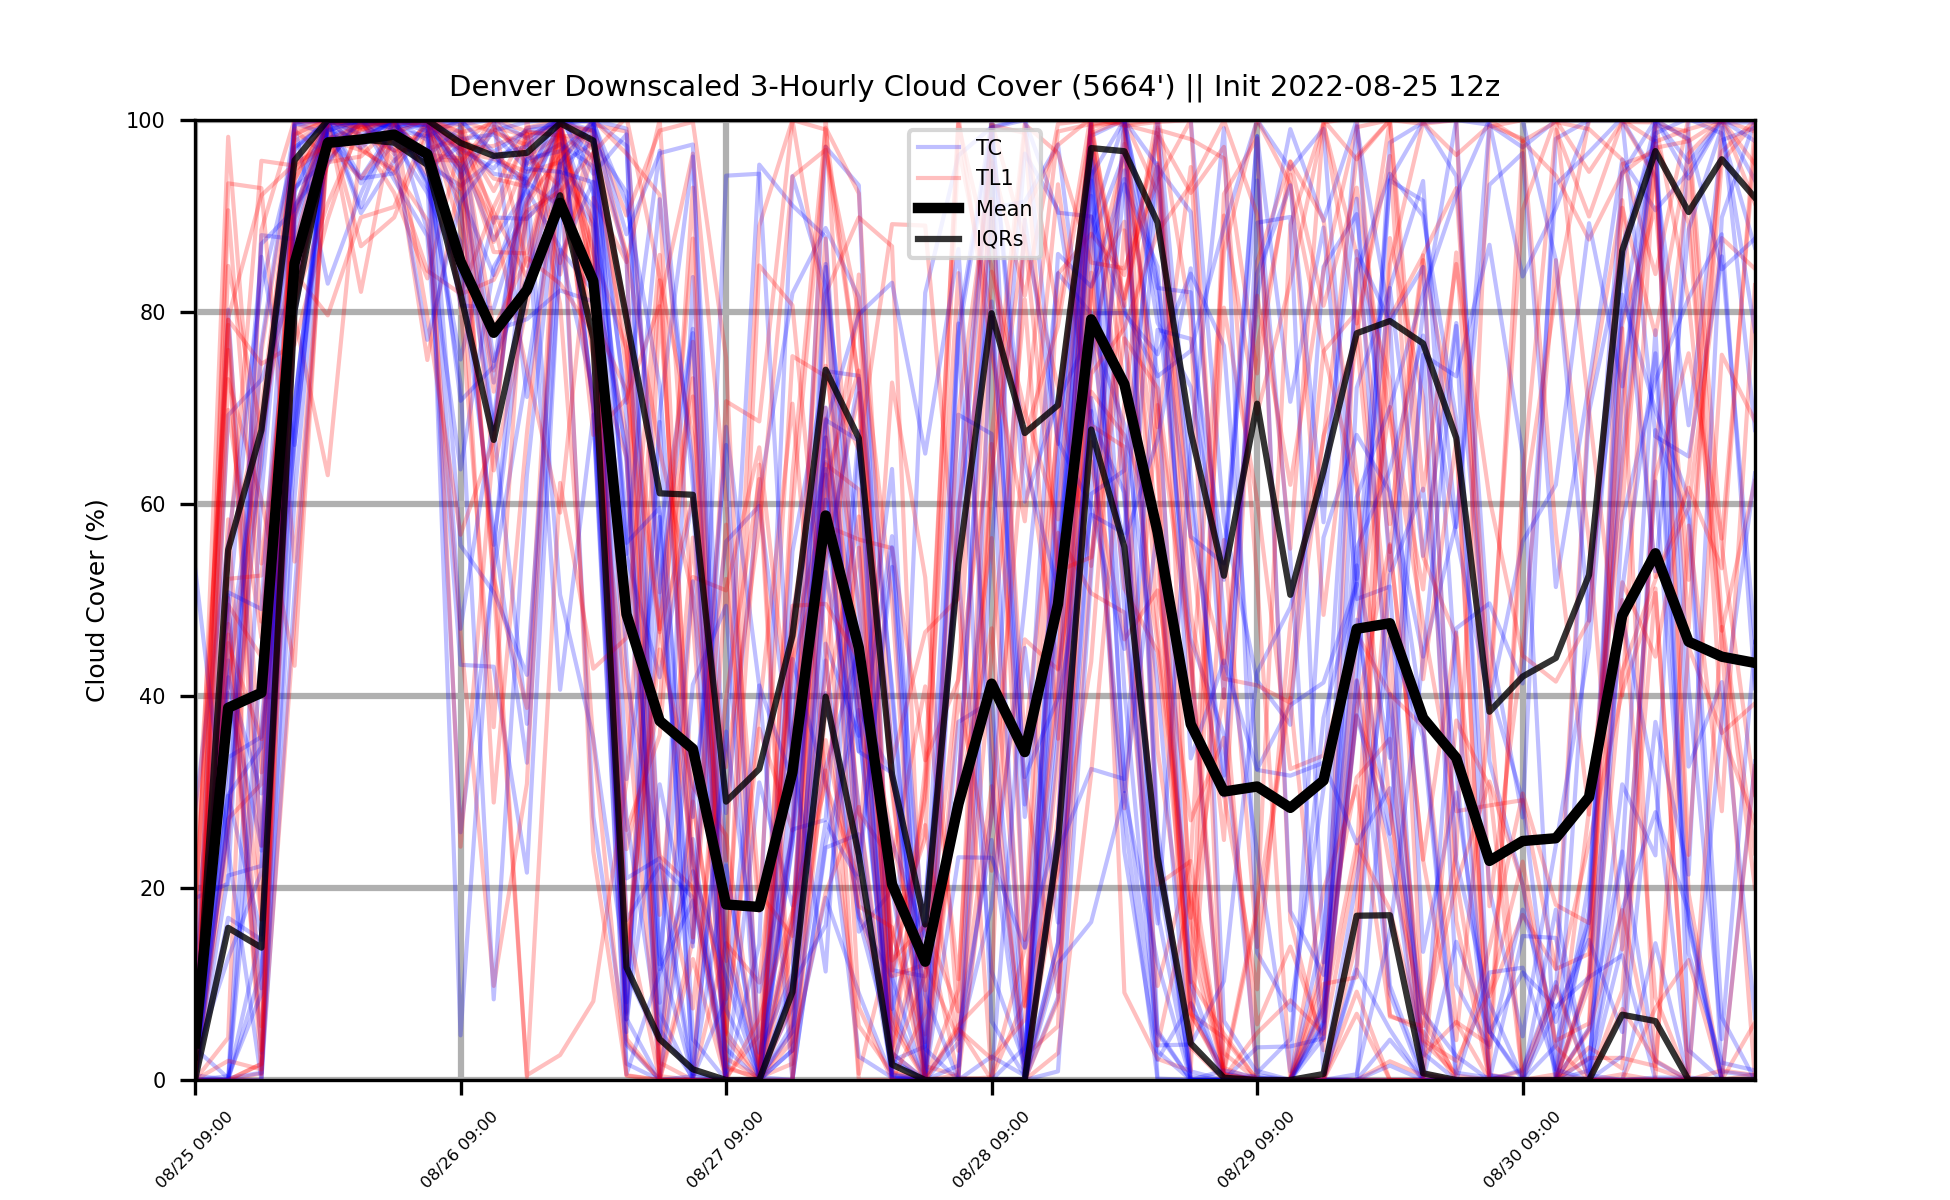 Denver Downscaled 3-Hourly Cloud Cover (5664') || Init 2022-08-25 12z
Cloud Cover (%)
100
80
60
40
20
0
TC
TL1
Mean
IQRs
08/25 09:00
08/26 09:00
08/27 09:00
08/28 09:00
08/29 09:00
08/30 09:00